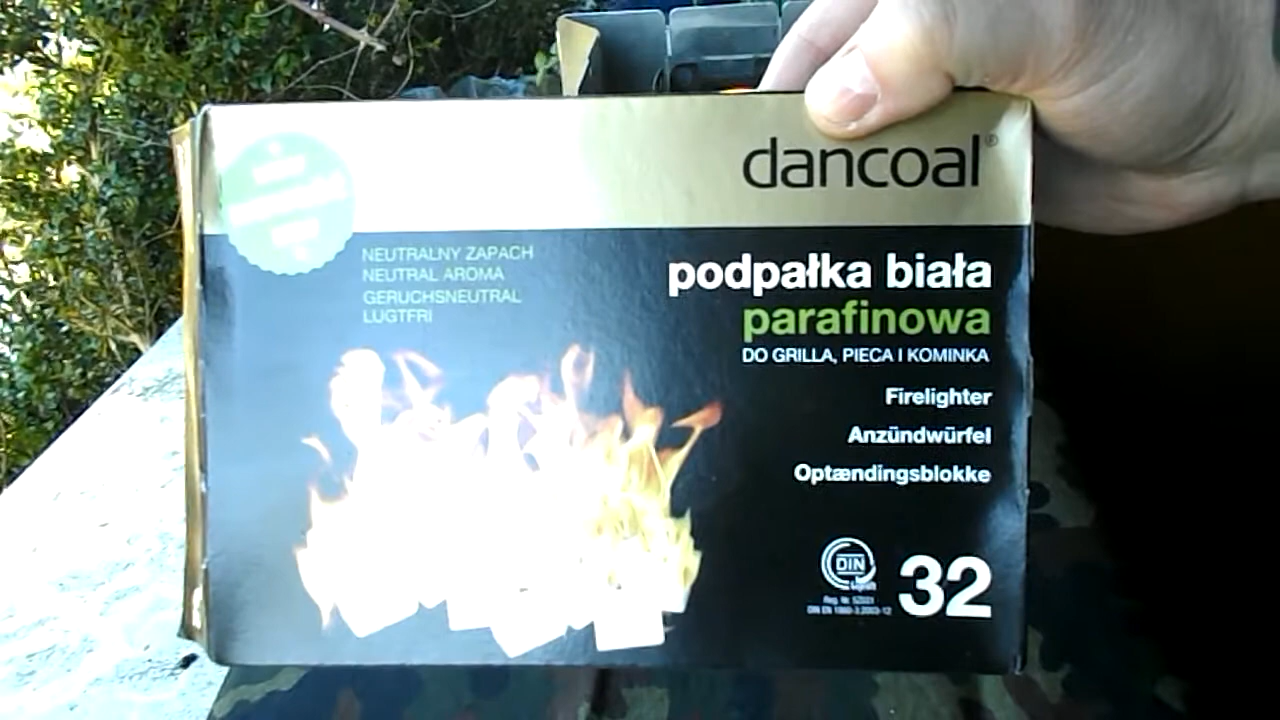 dancoal®
NEUTRALNY ZAPACH
NEUTRAL AROMA
GERUCHSNEUTRAL
LUGTFRI
podpałka biała
parafinowa
DO GRILLA, PIECA I KOMINKA
Firelighter
Anzündwürfel
Optændingsblokke
DIN
32